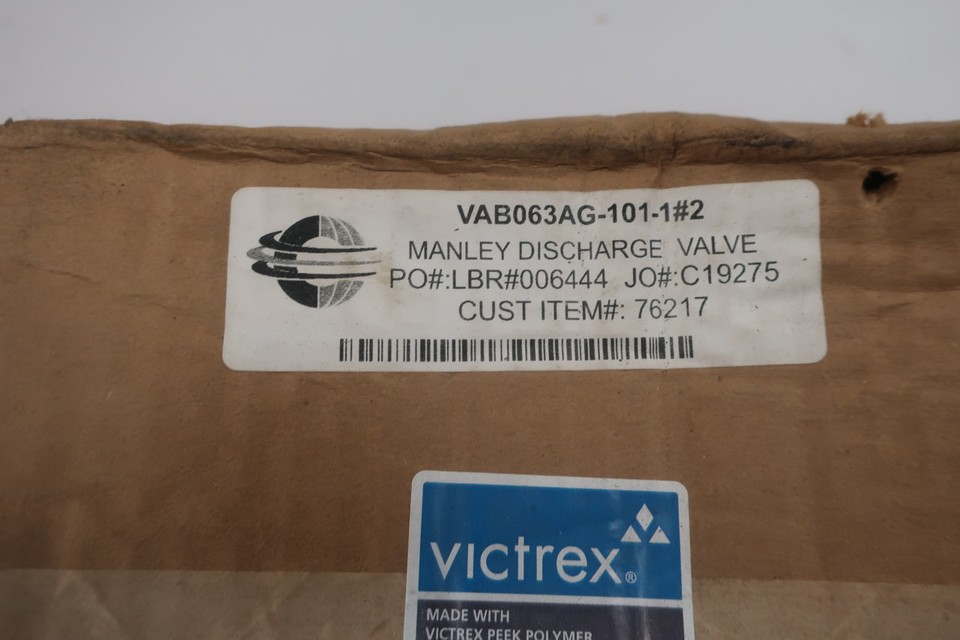 VAB063AG-101-1#2
MANLEY DISCHARGE VALVE
PO#:LBR#006444 JO#:C19275
CUST ITEM#: 76217
victrex®
MADE WITH
VICTREX PEEK POLYMER